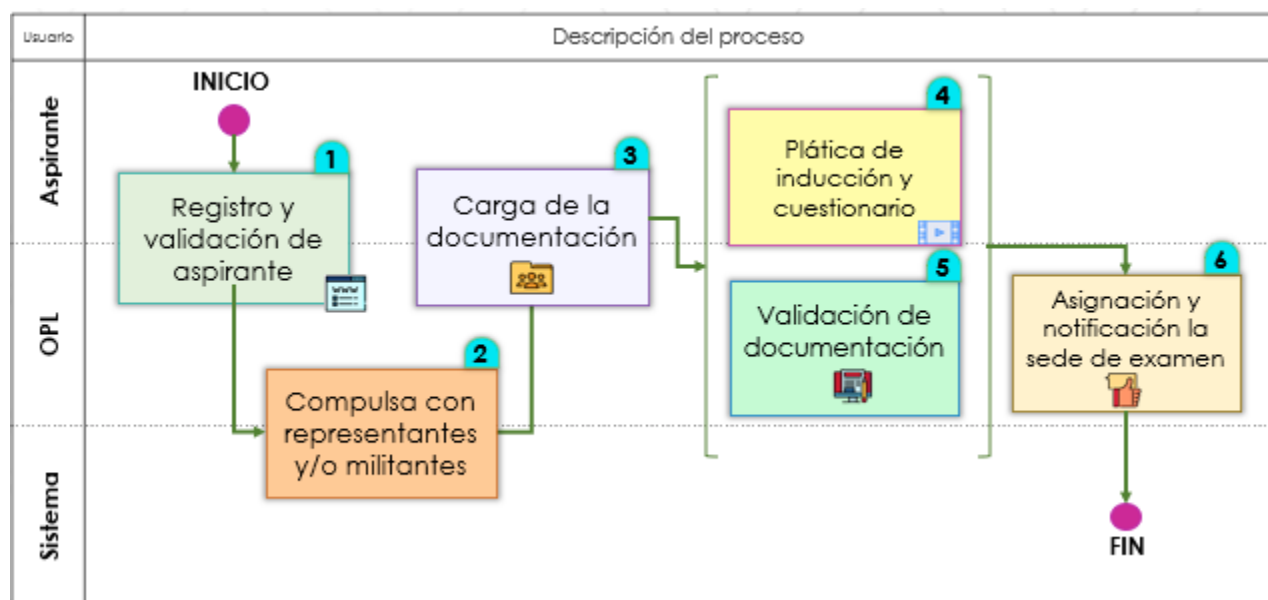 Usuario
Descripción del proceso
Aspirante
OPL
Sistema
INICIO
1
Registro y
validación de
aspirante
WWW
2
Compulsa con
representantes
y/o militantes
3
Carga de la
documentación
4
Plática de
inducción y
cuestionario
5
Validación de
documentación
6
Asignación y
notificación la
sede de examen
FIN